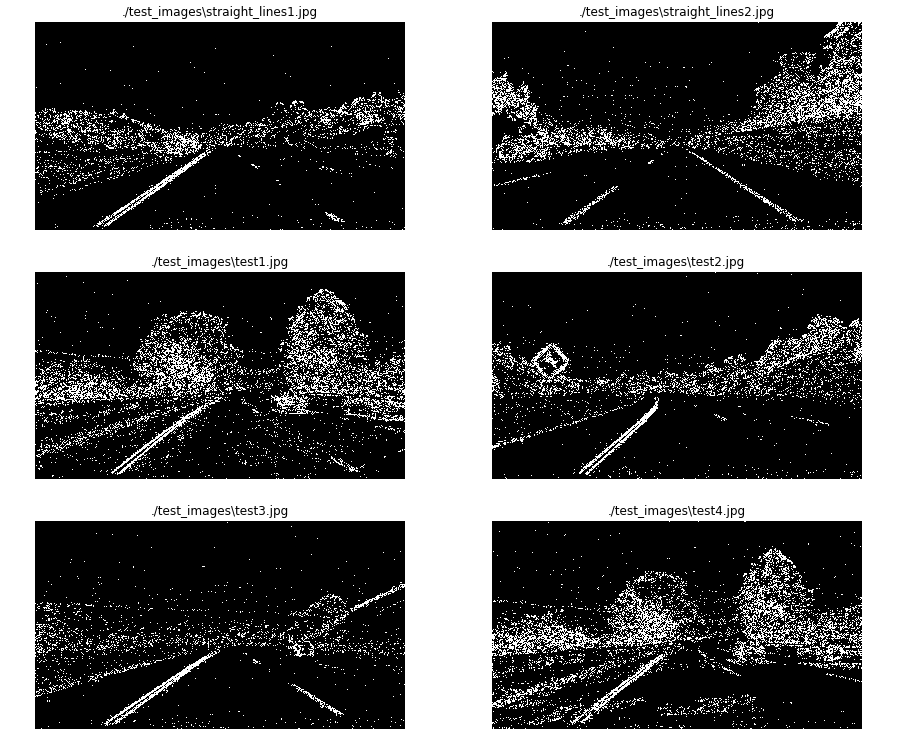 ./test_images\straight_lines1.jpg
./test_images\straight_lines2.jpg
./test_images\test1.jpg
./test_images\test2.jpg
./test_images\test3.jpg
./test_images\test4.jpg